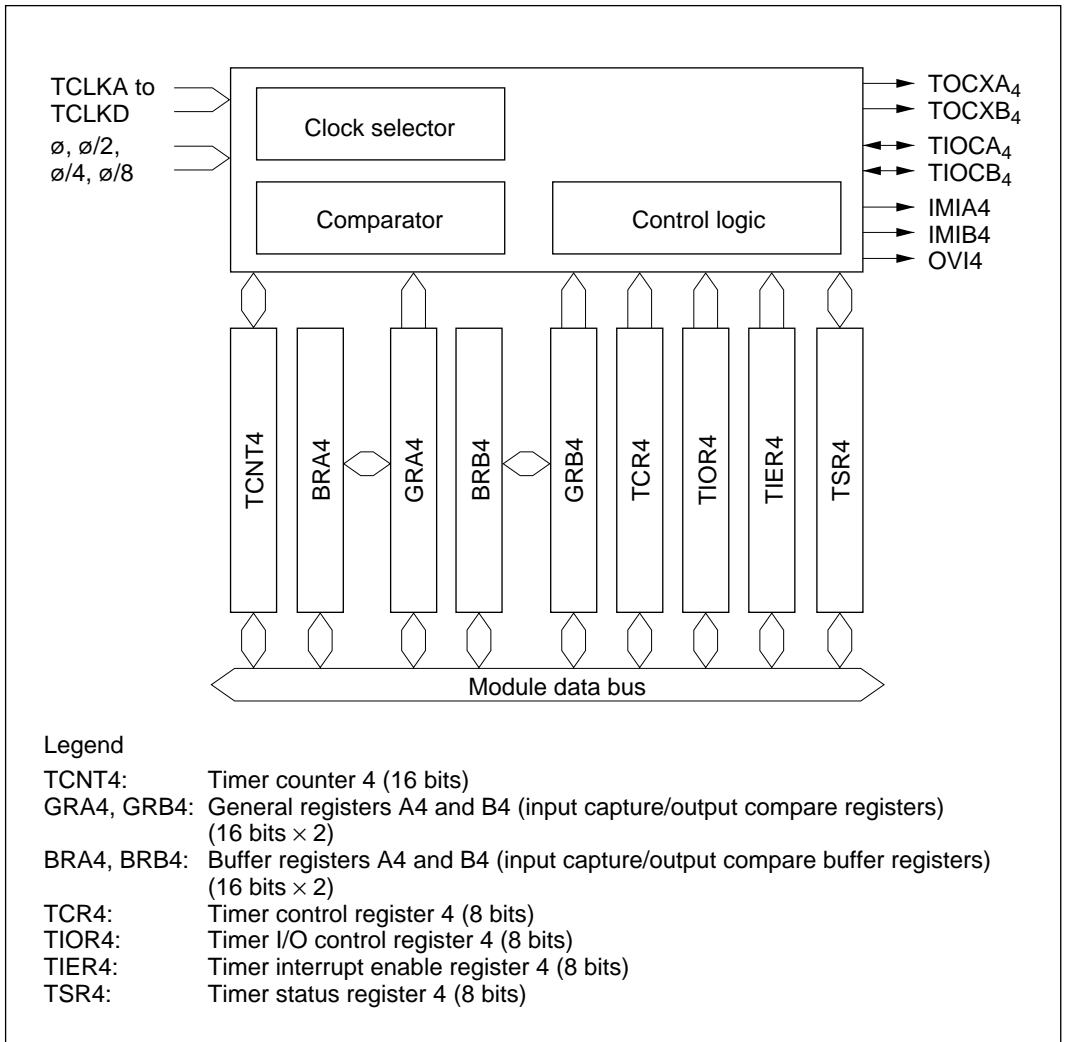 TCLKA to
TCLKD
ø, ø/2,
ø/4, ø/8
Clock selector
Comparator
Control logic
TOCXA4
TOCXB4
TIOCA4
TIOCB4
IMIA4
IMIB4
OVI4
TCNT4
BRA4
GRA4
BRB4
GRB4
TCR4
TIOR4
TIER4
TSR4
Module data bus
Legend
TCNT4: Timer counter 4 (16 bits)
GRA4, GRB4: General registers A4 and B4 (input capture/output compare registers)
(16 bits × 2)
BRA4, BRB4: Buffer registers A4 and B4 (input capture/output compare buffer registers)
(16 bits × 2)
TCR4: Timer control register 4 (8 bits)
TIOR4: Timer I/O control register 4 (8 bits)
TIER4: Timer interrupt enable register 4 (8 bits)
TSR4: Timer status register 4 (8 bits)